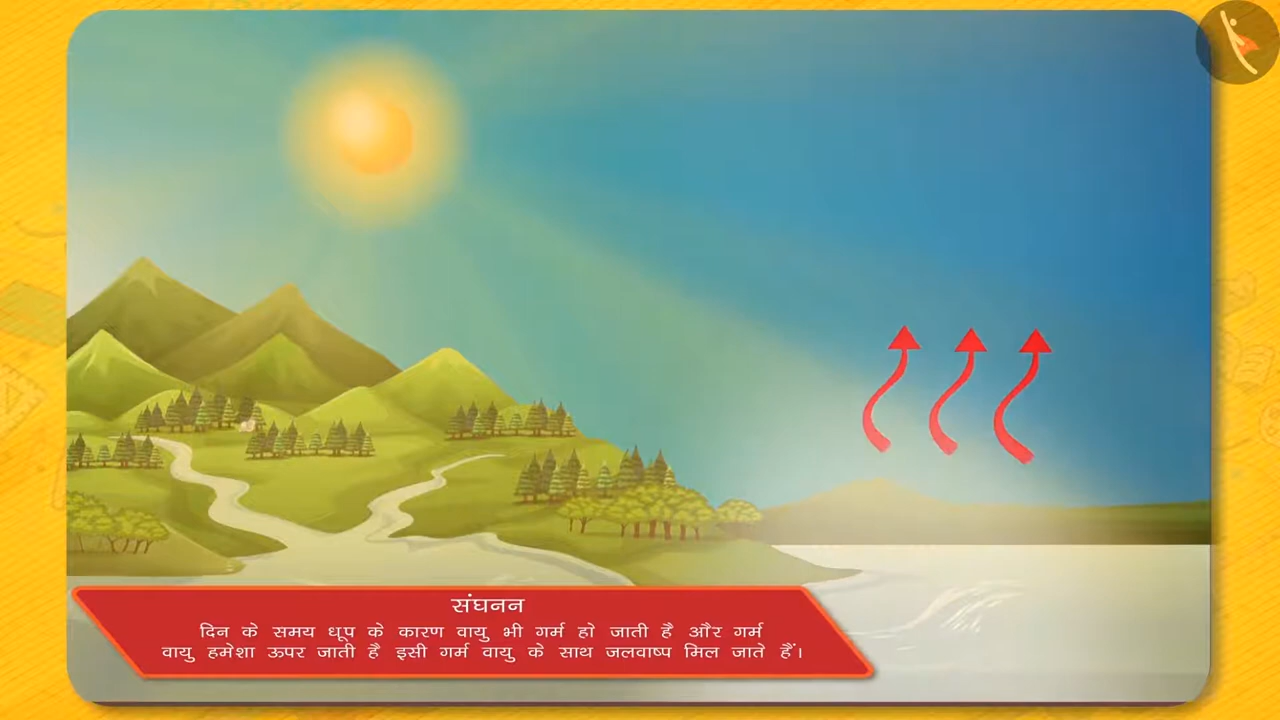 संघनन
दिन के समय धूप के कारण वायु भी गर्म हो जाती है और गर्म
वायु हमेशा ऊपर जाती है इसी गर्म वायु के साथ जलवाष्प मिल जाते हैं।